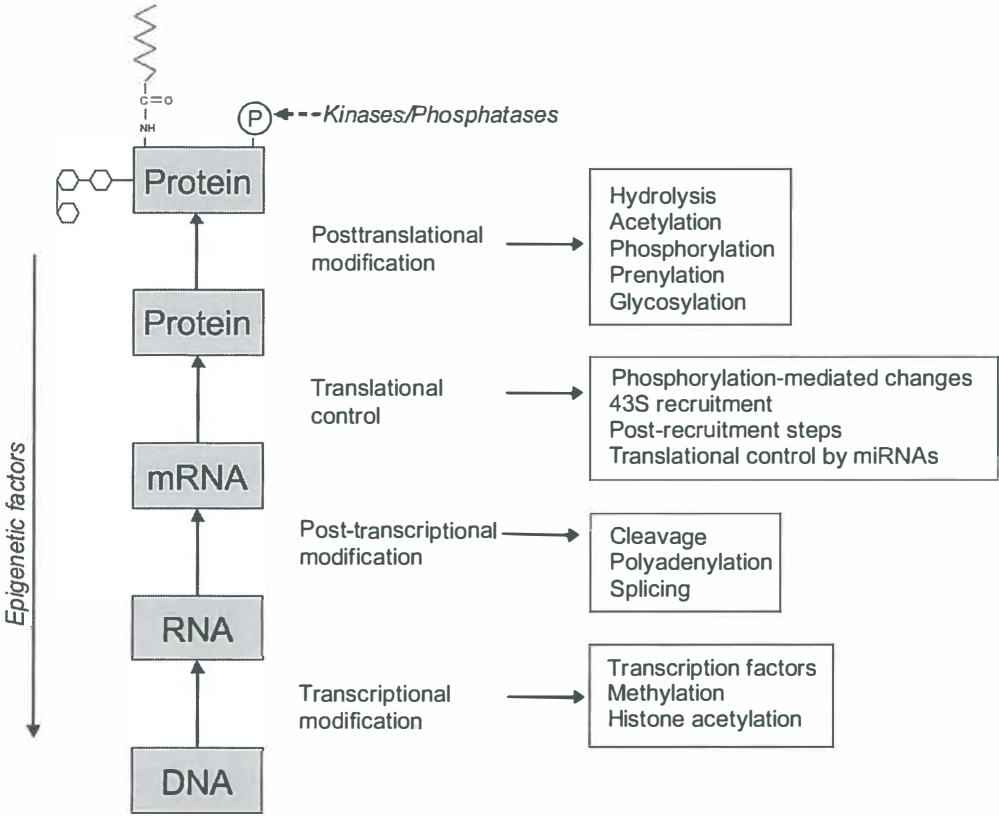 C=O
NH
P
Kinases/Phosphatases
Protein
Posttranslational
modification
Hydrolysis
Acetylation
Phosphorylation
Prenylation
Glycosylation
Protein
Translational
control
Phosphorylation-mediated changes
43S recruitment
Post-recruitment steps
Translational control by miRNAs
Epigenetic factors
mRNA
Post-transcriptional
modification
Cleavage
Polyadenylation
Splicing
RNA
Transcriptional
modification
Transcription factors
Methylation
Histone acetylation
DNA